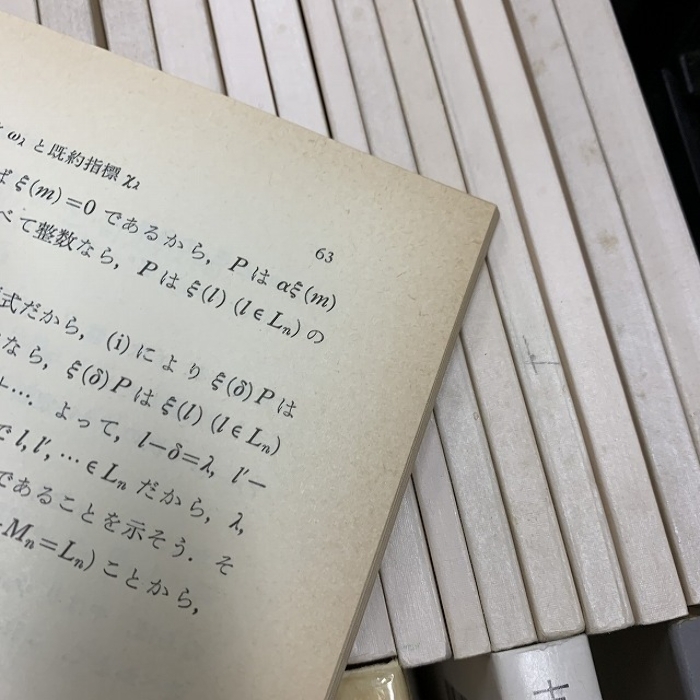 ω₂ と既約指標 χ₂
63
ξ(m)=0 であるから, P は αξ(m)
べて整数なら, P は ξ(l) (l∈Lₙ) の
式だから, (i) により ξ(δ)P は
なら, ξ(δ)P は ξ(l) (l∈Lₙ)
…. よって, l−δ=λ, l′−
で l, l′, … ∈Lₙ だから, λ,
であることを示そう. そ
Mₙ=Lₙ) ことから,